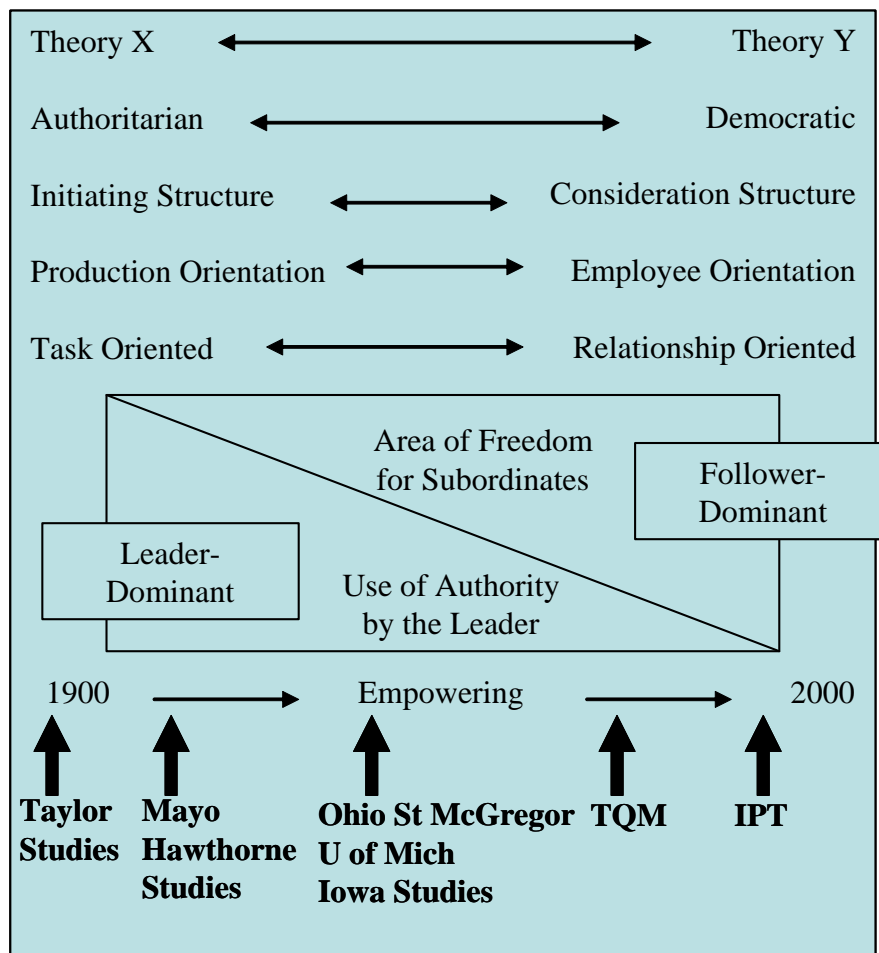 Theory X Theory Y
Authoritarian Democratic
Initiating Structure Consideration Structure
Production Orientation Employee Orientation
Task Oriented Relationship Oriented
Area of Freedom
for Subordinates
Follower-
Dominant
Leader-
Dominant
Use of Authority
by the Leader
1900 Empowering 2000
Taylor
Studies
Mayo
Hawthorne
Studies
Ohio St McGregor
U of Mich
Iowa Studies
TQM
IPT